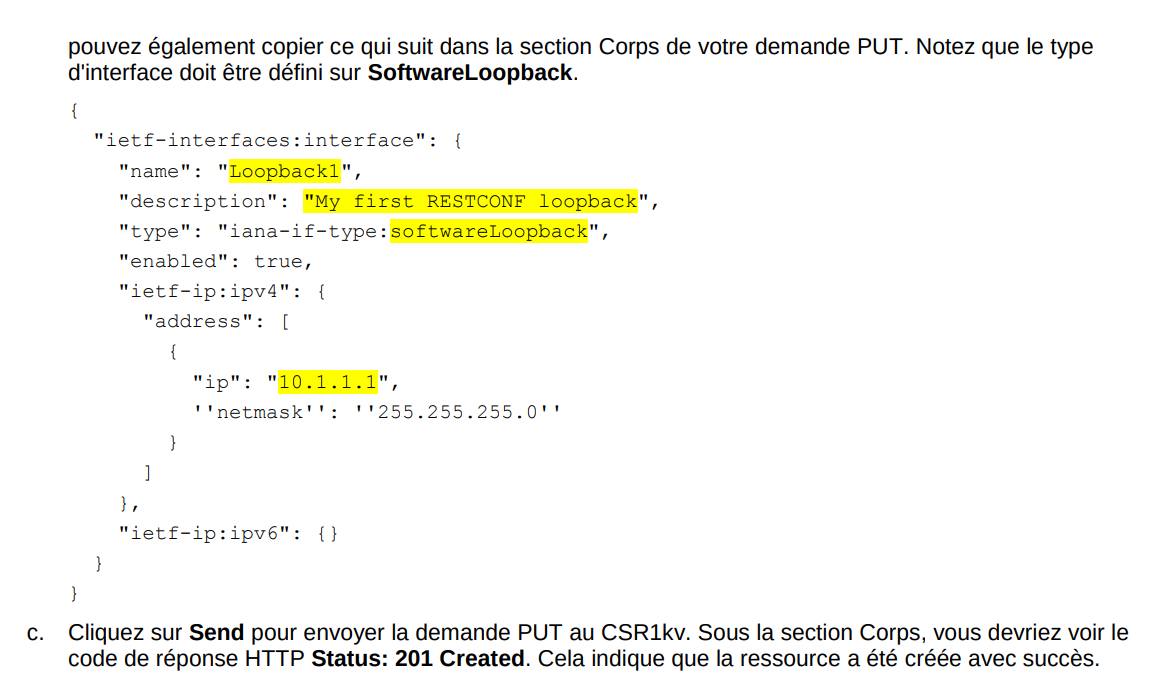 pouvez également copier ce qui suit dans la section Corps de votre demande PUT. Notez que le type
d'interface doit être défini sur SoftwareLoopback.
{
  "ietf-interfaces:interface": {
    "name": "Loopback1",
    "description": "My first RESTCONF loopback",
    "type": "iana-if-type:softwareLoopback",
    "enabled": true,
    "ietf-ip:ipv4": {
      "address": [
        {
          "ip": "10.1.1.1",
          ''netmask'': ''255.255.255.0''
        }
      ]
    },
    "ietf-ip:ipv6": {}
  }
}
c. Cliquez sur Send pour envoyer la demande PUT au CSR1kv. Sous la section Corps, vous devriez voir le
code de réponse HTTP Status: 201 Created. Cela indique que la ressource a été créée avec succès.